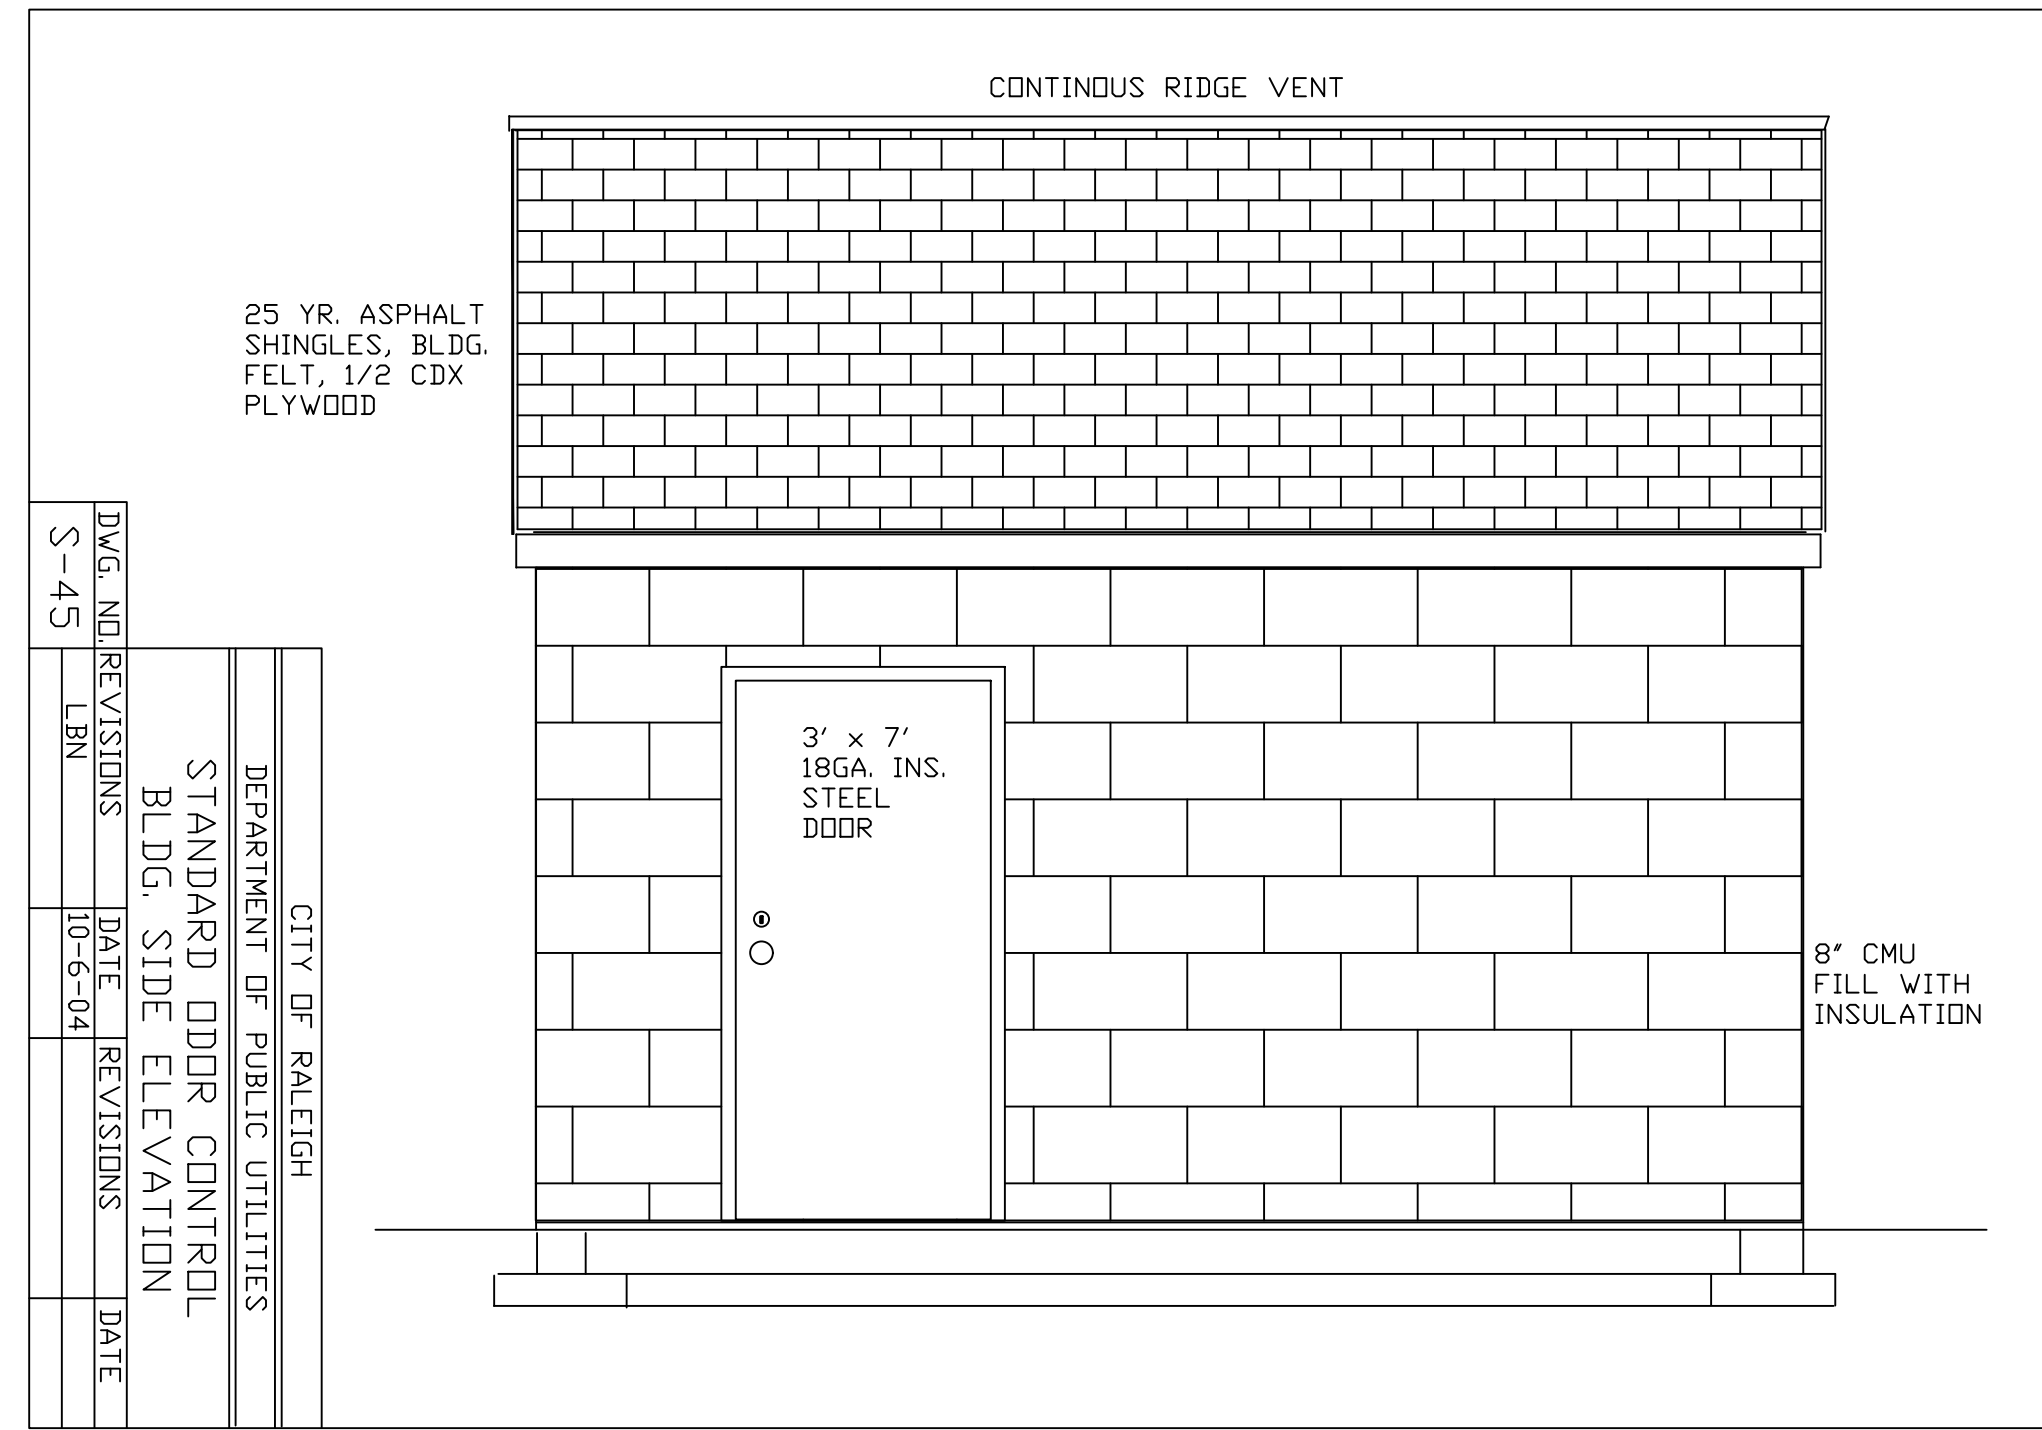 CONTINOUS RIDGE VENT
25 YR. ASPHALT
SHINGLES, BLDG.
FELT, 1/2 CDX
PLYWOOD
3' x 7'
18GA. INS.
STEEL
DOOR
8" CMU
FILL WITH
INSULATION
CITY OF RALEIGH
DEPARTMENT OF PUBLIC UTILITIES
STANDARD ODOR CONTROL
BLDG. SIDE ELEVATION
DWG. NO. REVISIONS DATE REVISIONS DATE
S-45 LBN 10-6-04